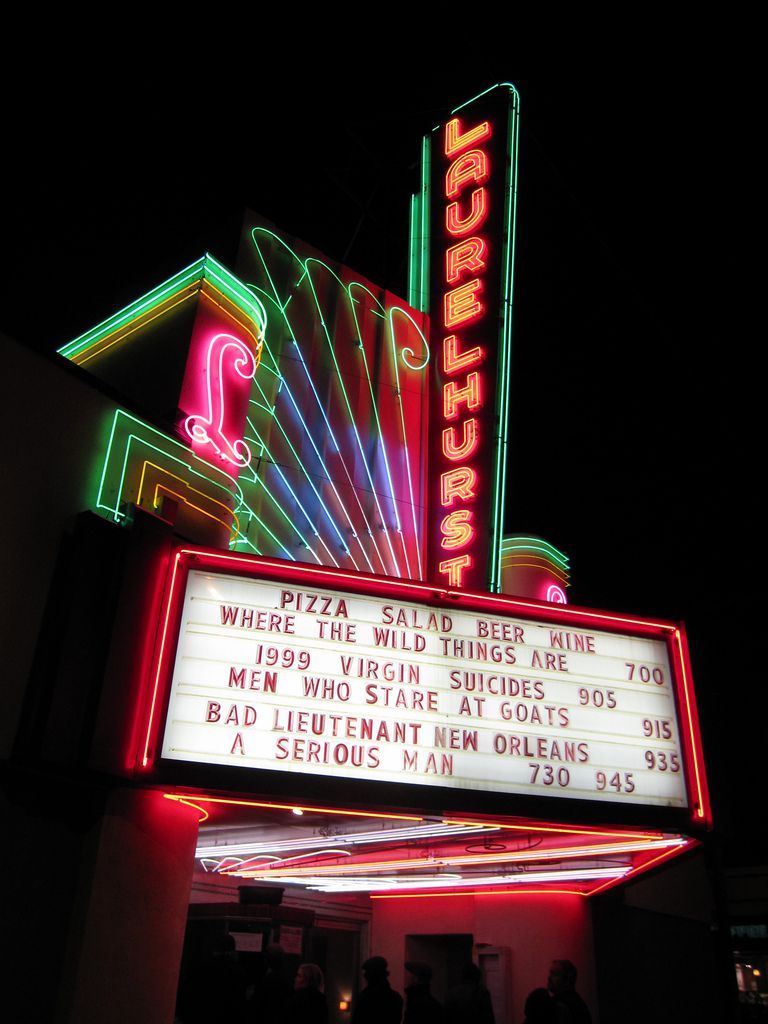 LAURELHURST
L
PIZZA SALAD BEER WINE
WHERE THE WILD THINGS ARE 700
1999 VIRGIN SUICIDES 905
MEN WHO STARE AT GOATS 915
BAD LIEUTENANT NEW ORLEANS 935
A SERIOUS MAN 730 945